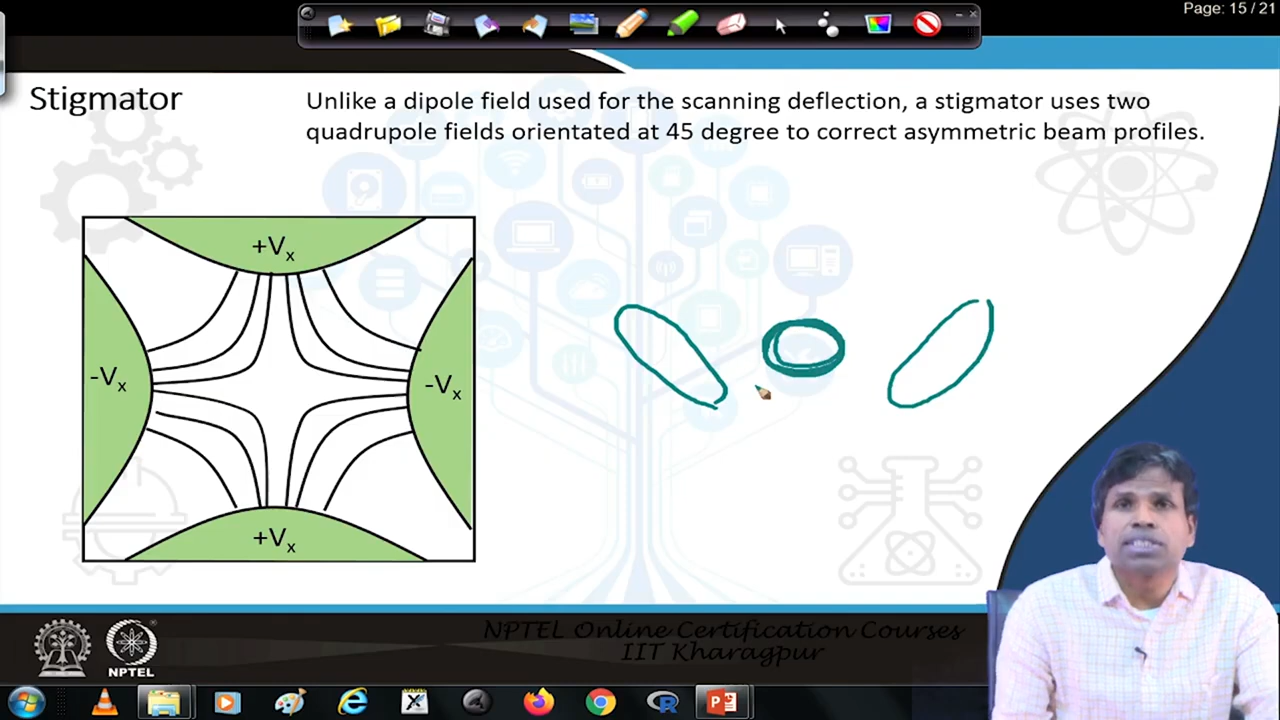 Page: 15 / 21
Stigmator
Unlike a dipole field used for the scanning deflection, a stigmator uses two
quadrupole fields orientated at 45 degree to correct asymmetric beam profiles.
+Vx
-Vx
-Vx
+Vx
NPTEL
NPTEL Online Certification Courses
IIT Kharagpur